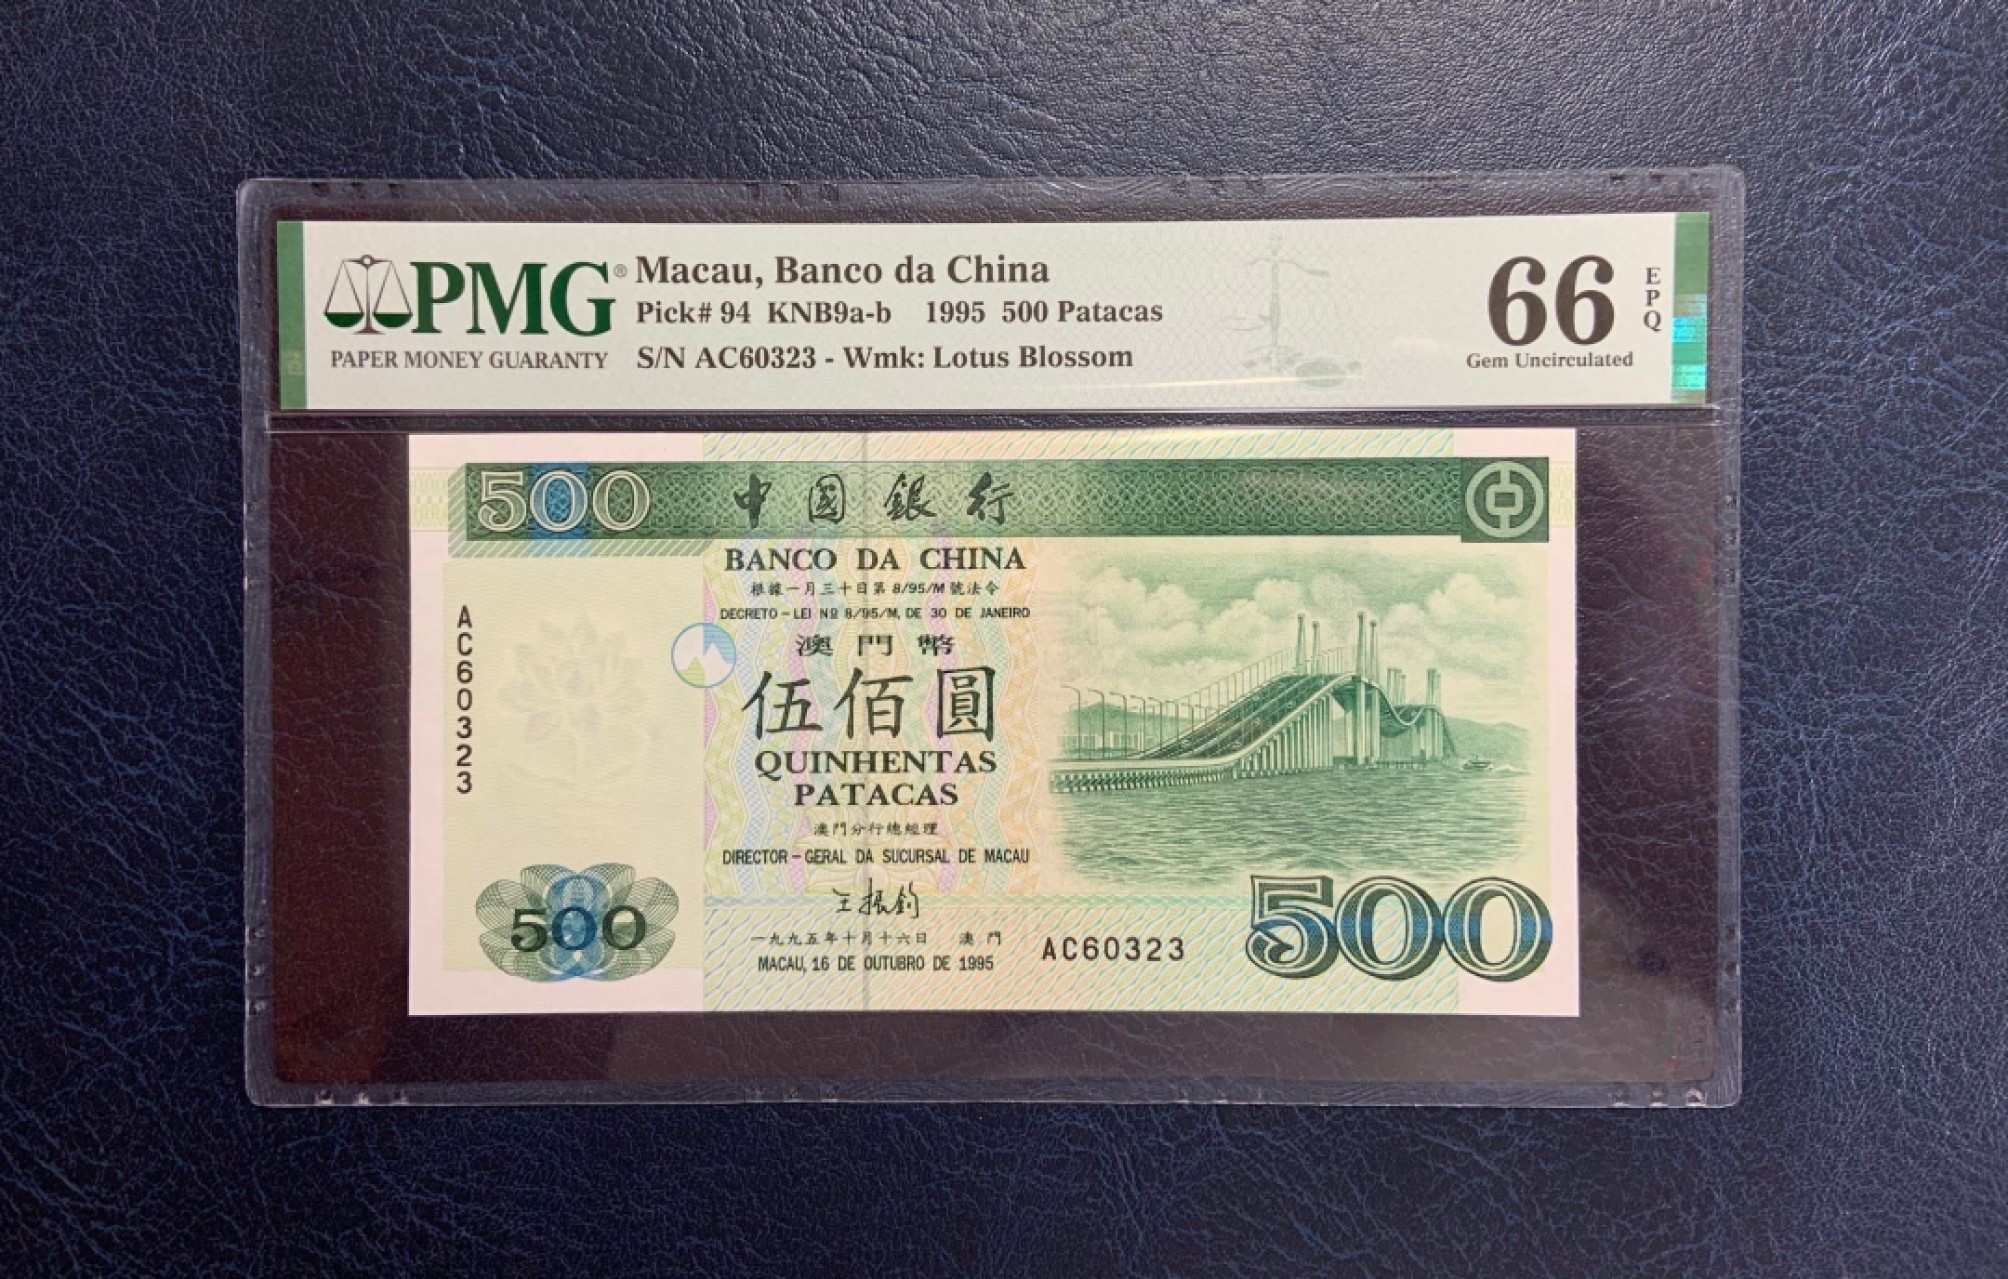 PMG® Macau, Banco da China
Pick# 94 KNB9a-b 1995 500 Patacas
PAPER MONEY GUARANTY S/N AC60323 - Wmk: Lotus Blossom
66 EPQ
Gem Uncirculated
500 中國銀行
BANCO DA CHINA
根據一月三十日第 8/95/M 號法令
DECRETO-LEI Nº 8/95/M, DE 30 DE JANEIRO
AC60323
澳門幣
伍佰圓
QUINHENTAS
PATACAS
澳門分行總經理
DIRECTOR-GERAL DA SUCURSAL DE MACAU
王振鈞
500
一九九五年十月十六日 澳門
MACAU, 16 DE OUTUBRO DE 1995
AC60323
500